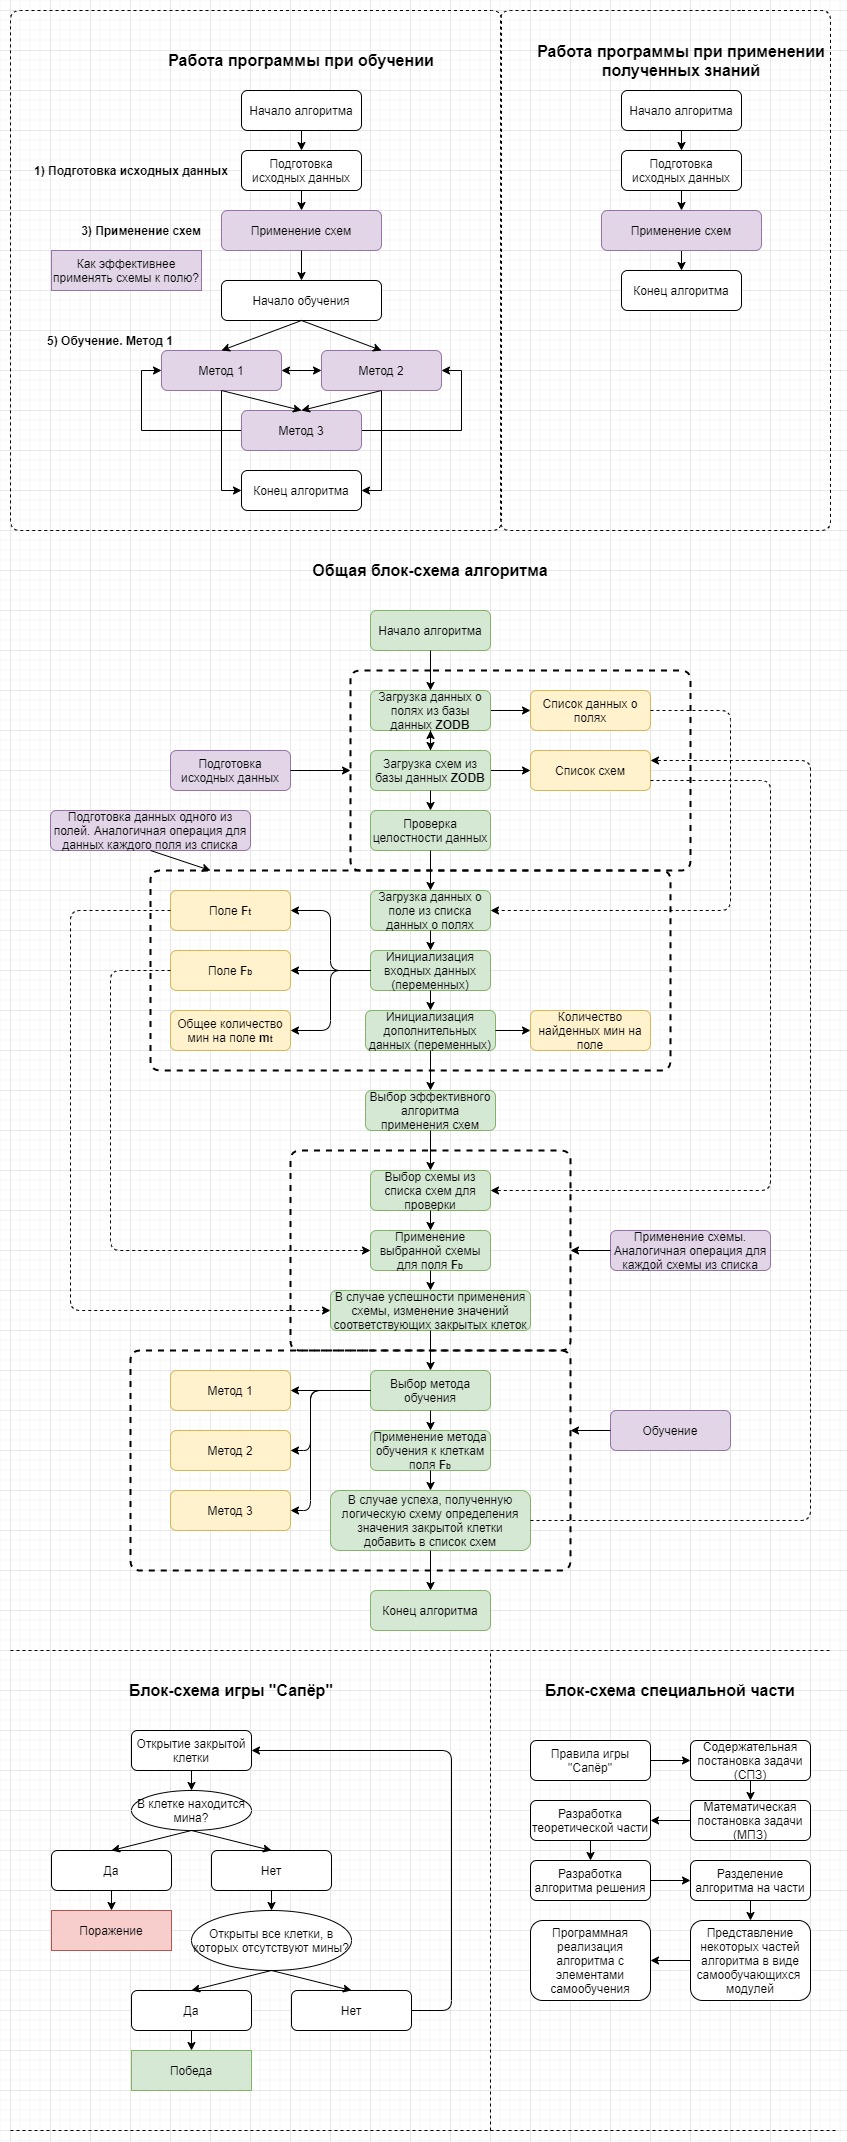 Работа программы при обучении
Начало алгоритма
1) Подготовка исходных данных
Подготовка
исходных данных
3) Применение схем
Применение схем
Как эффективнее
применять схемы к полю?
Начало обучения
5) Обучение. Метод 1
Метод 1
Метод 2
Метод 3
Конец алгоритма
Работа программы при применении
полученных знаний
Начало алгоритма
Подготовка
исходных данных
Применение схем
Конец алгоритма
Общая блок-схема алгоритма
Начало алгоритма
Загрузка данных о
полях из базы
данных ZODB
Список данных о
полях
Подготовка
исходных данных
Загрузка схем из
базы данных ZODB
Список схем
Подготовка данных одного из
полей. Аналогичная операция для
данных каждого поля из списка
Проверка
целостности данных
Поле Ft
Загрузка данных о
поле из списка
данных о полях
Поле Fb
Инициализация
входных данных
(переменных)
Общее количество
мин на поле mt
Инициализация
дополнительных
данных (переменных)
Количество
найденных мин на
поле
Выбор эффективного
алгоритма
применения схем
Выбор схемы из
списка схем для
проверки
Применение
выбранной схемы
для поля Fb
Применение схемы.
Аналогичная операция для
каждой схемы из списка
В случае успешности применения
схемы, изменение значений
соответствующих закрытых клеток
Метод 1
Выбор метода
обучения
Метод 2
Применение метода
обучения к клеткам
поля Fb
Обучение
Метод 3
В случае успеха, полученную
логическую схему определения
значения закрытой клетки
добавить в список схем
Конец алгоритма
Блок-схема игры "Сапёр"
Открытие закрытой
клетки
В клетке находится
мина?
Да
Нет
Поражение
Открыты все клетки, в
которых отсутствуют мины?
Да
Нет
Победа
Блок-схема специальной части
Правила игры
"Сапёр"
Содержательная
постановка задачи
(СПЗ)
Разработка
теоретической части
Математическая
постановка задачи
(МПЗ)
Разработка
алгоритма решения
Разделение
алгоритма на части
Программная
реализация
алгоритма с
элементами
самообучения
Представление
некоторых частей
алгоритма в виде
самообучающихся
модулей